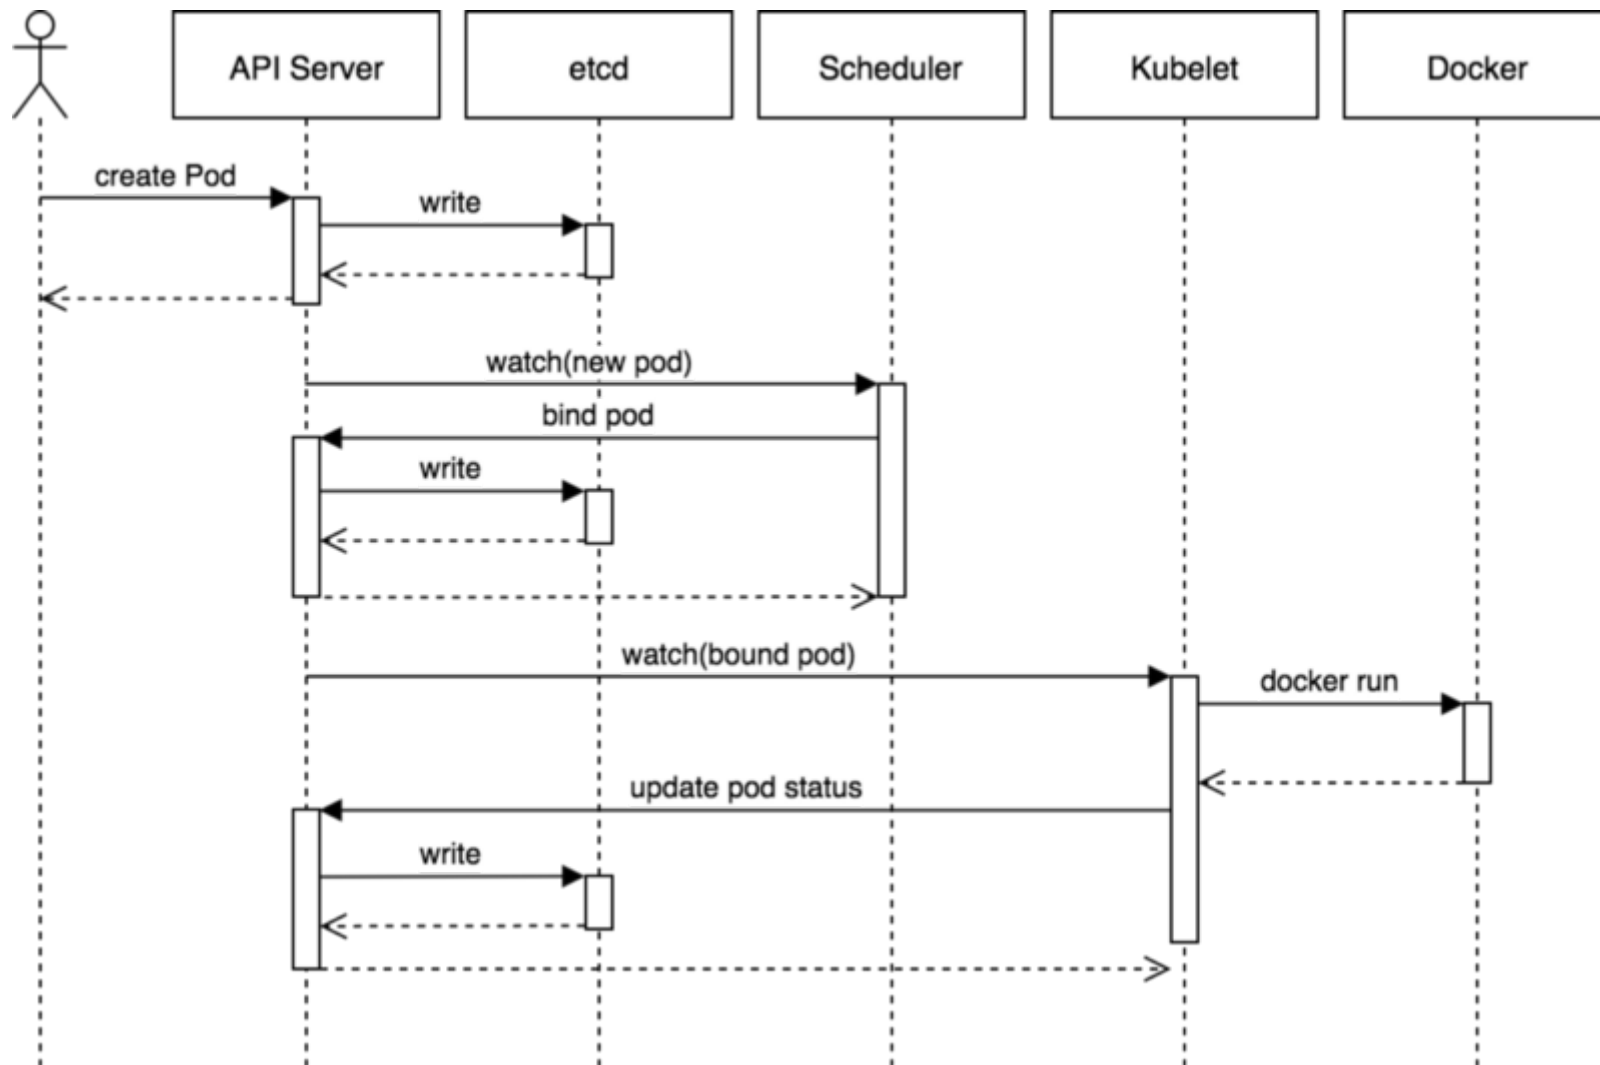 API Server
etcd
Scheduler
Kubelet
Docker
create Pod
write
watch(new pod)
bind pod
write
watch(bound pod)
docker run
update pod status
write